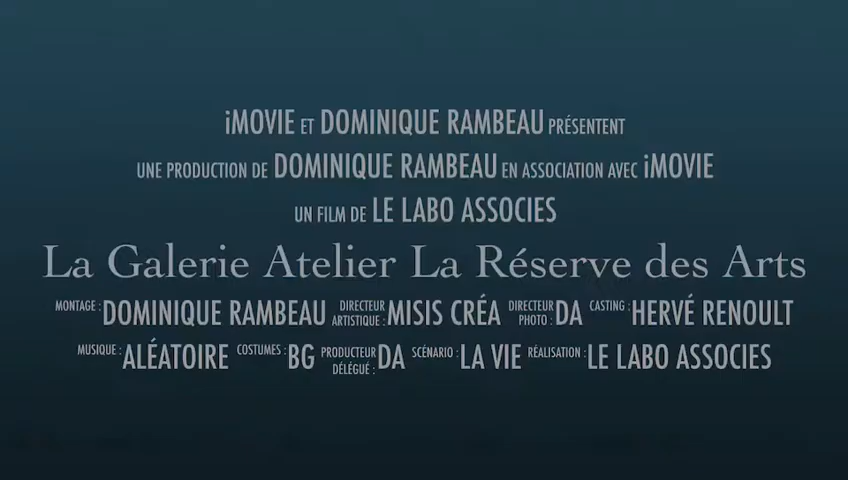 iMOVIE ET DOMINIQUE RAMBEAU PRÉSENTENT
UNE PRODUCTION DE DOMINIQUE RAMBEAU EN ASSOCIATION AVEC iMOVIE
UN FILM DE LE LABO ASSOCIES
La Galerie Atelier La Réserve des Arts
MONTAGE : DOMINIQUE RAMBEAU DIRECTEUR ARTISTIQUE : MISIS CRÉA DIRECTEUR PHOTO : DA CASTING : HERVÉ RENOULT
MUSIQUE : ALÉATOIRE COSTUMES : BG PRODUCTEUR DÉLÉGUÉ : DA SCÉNARIO : LA VIE RÉALISATION : LE LABO ASSOCIES